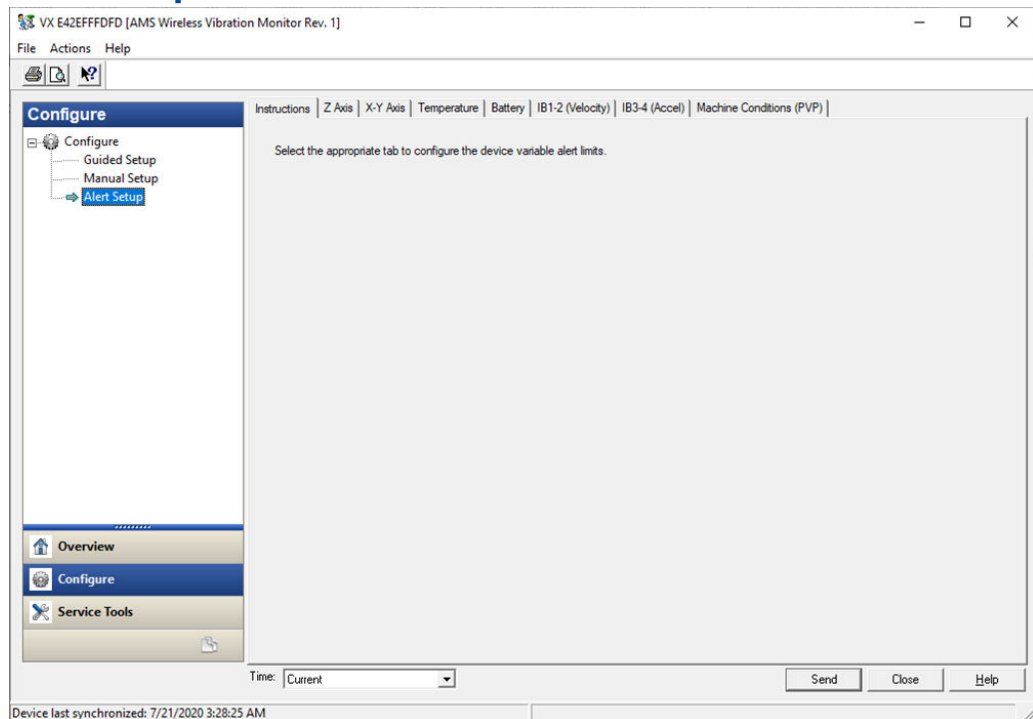 VX E42EFFFDFD [AMS Wireless Vibration Monitor Rev. 1]
File Actions Help
Configure
Configure
Guided Setup
Manual Setup
Alert Setup
Overview
Configure
Service Tools
Instructions Z Axis X-Y Axis Temperature Battery IB1-2 (Velocity) IB3-4 (Accel) Machine Conditions (PVP)
Select the appropriate tab to configure the device variable alert limits.
Time: Current Send Close Help
Device last synchronized: 7/21/2020 3:28:25 AM